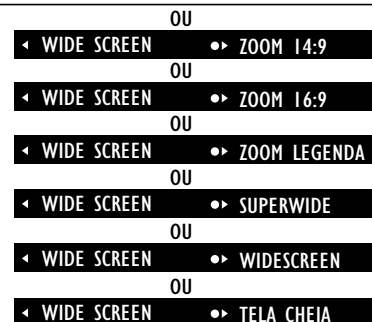 OU
WIDE SCREEN ZOOM 14:9
OU
WIDE SCREEN ZOOM 16:9
OU
WIDE SCREEN ZOOM LEGENDA
OU
WIDE SCREEN SUPERWIDE
OU
WIDE SCREEN WIDESCREEN
OU
WIDE SCREEN TELA CHEIA